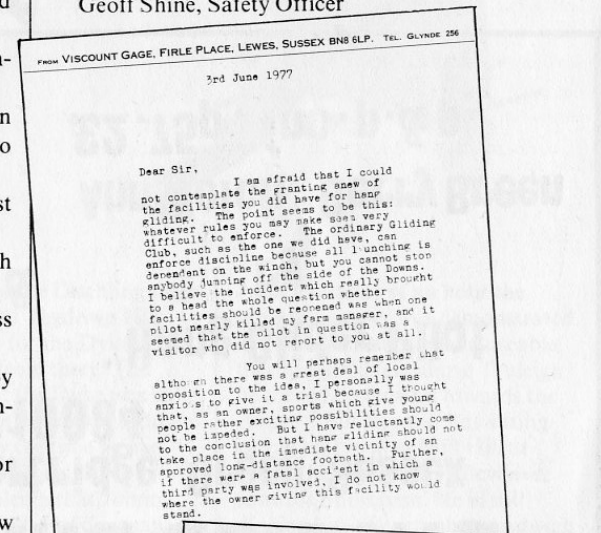 Geoff Shine, Safety Officer
FROM VISCOUNT GAGE, FIRLE PLACE, LEWES, SUSSEX BN8 6LP. TEL. GLYNDE 256
3rd June 1977
Dear Sir,
I am afraid that I could
not contemplate the granting anew of
the facilities you did have for hang
gliding. The point seems to be this:
whatever rules you may make seem very
difficult to enforce. The ordinary Gliding
Club, such as the one we did have, can
enforce discipline because all launching is
dependent on the winch, but you cannot stop
anybody jumping off the side of the Downs.
I believe the incident which really brought
to a head the whole question whether
facilities should be reopened was when one
pilot nearly killed my farm manager, and it
seemed that the pilot in question was a
visitor who did not report to you at all.
You will perhaps remember that
although there was a great deal of local
opposition to the idea, I personally was
anxious to give it a trial because I thought
that, as an owner, sports which give young
people rather exciting possibilities should
not be impeded. But I have reluctantly come
to the conclusion that hang gliding should not
take place in the immediate vicinity of an
approved long-distance footpath. Further,
if there were a fatal accident in which a
third party was involved, I do not know
where the owner giving this facility would
stand.